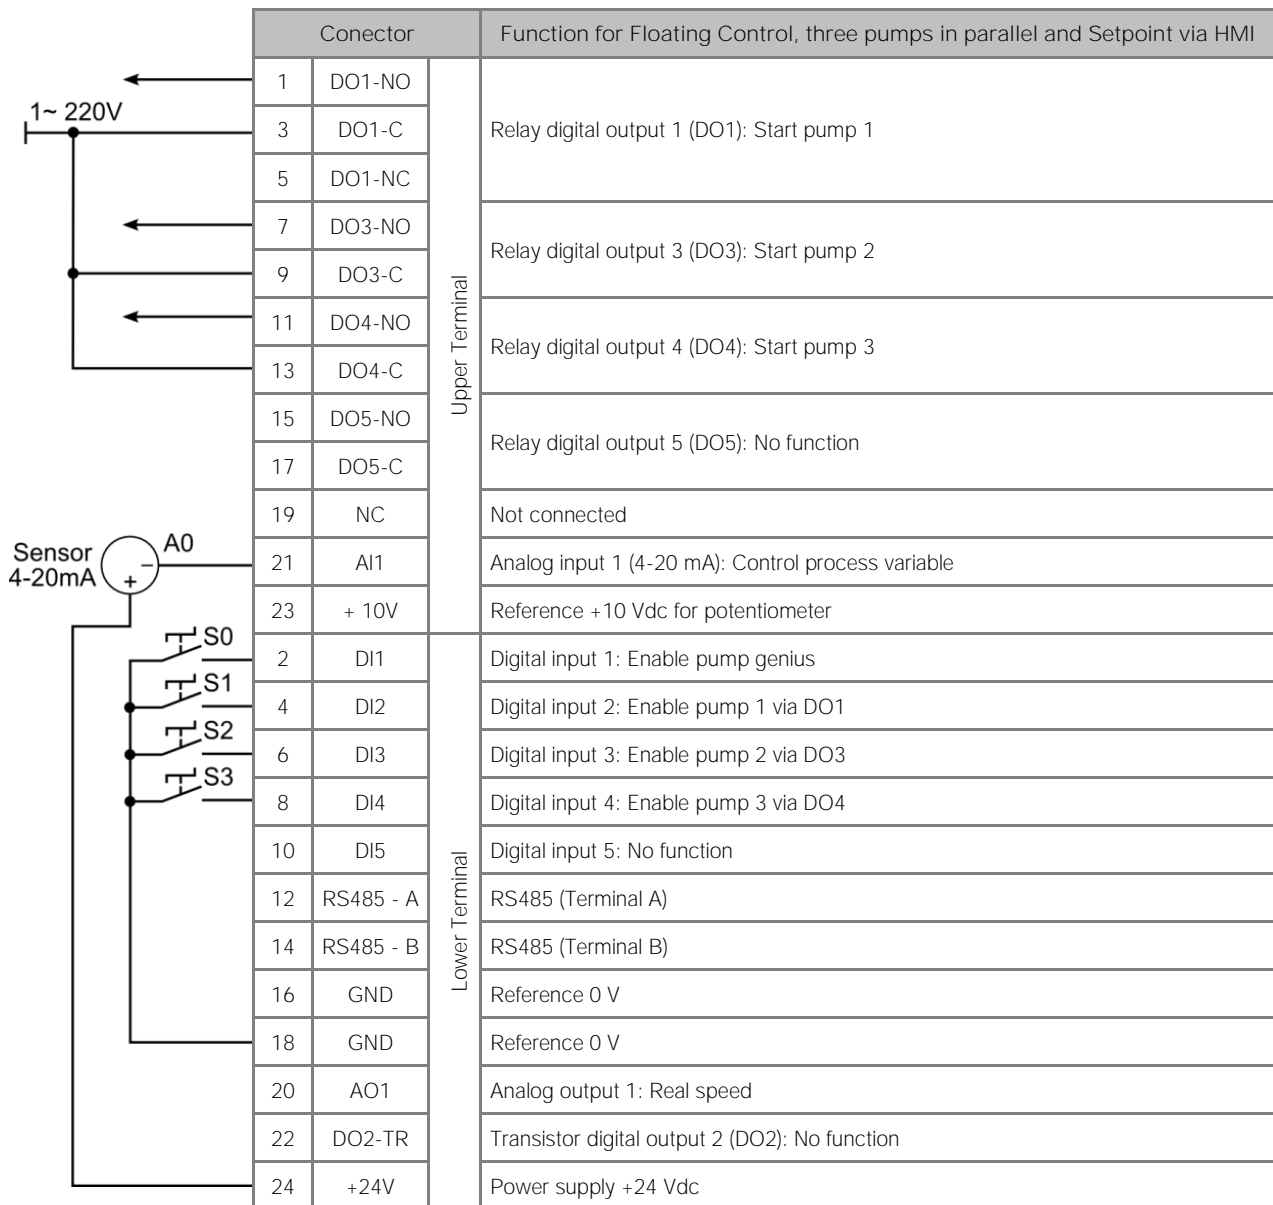 Conector Function for Floating Control, three pumps in parallel and Setpoint via HMI
1 DO1-NO
1~ 220V
3 DO1-C Relay digital output 1 (DO1): Start pump 1
5 DO1-NC
7 DO3-NO
Relay digital output 3 (DO3): Start pump 2
9 DO3-C
Upper Terminal
11 DO4-NO
Relay digital output 4 (DO4): Start pump 3
13 DO4-C
15 DO5-NO
Relay digital output 5 (DO5): No function
17 DO5-C
19 NC Not connected
Sensor
4-20mA
- +
A0
21 AI1 Analog input 1 (4-20 mA): Control process variable
23 + 10V Reference +10 Vdc for potentiometer
S0
2 DI1 Digital input 1: Enable pump genius
S1
4 DI2 Digital input 2: Enable pump 1 via DO1
S2
6 DI3 Digital input 3: Enable pump 2 via DO3
S3
8 DI4 Digital input 4: Enable pump 3 via DO4
10 DI5 Digital input 5: No function
Lower Terminal
12 RS485 - A RS485 (Terminal A)
14 RS485 - B RS485 (Terminal B)
16 GND Reference 0 V
18 GND Reference 0 V
20 AO1 Analog output 1: Real speed
22 DO2-TR Transistor digital output 2 (DO2): No function
24 +24V Power supply +24 Vdc